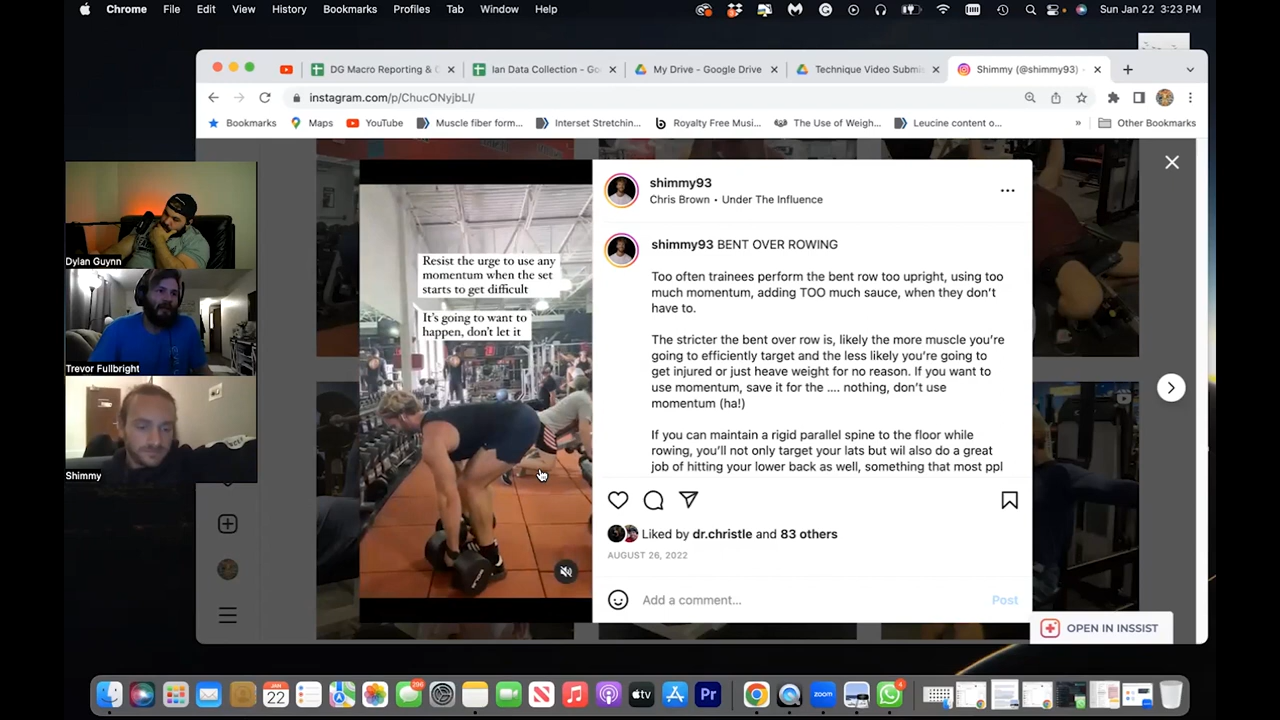 Chrome File Edit View History Bookmarks Profiles Tab Window Help
Sun Jan 22 3:23 PM
DG Macro Reporting & C
Ian Data Collection - Go
My Drive - Google Drive
Technique Video Submis
Shimmy (@shimmy93) -
instagram.com/p/ChucONyjbLI/
Bookmarks
Maps
YouTube
Muscle fiber form...
Interset Stretchin...
Royalty Free Musi...
The Use of Weigh...
Leucine content o...
»
Other Bookmarks
Dylan Guynn
Trevor Fullbright
Shimmy
Resist the urge to use any
momentum when the set
starts to get difficult
It's going to want to
happen, don't let it
shimmy93
Chris Brown • Under The Influence
shimmy93 BENT OVER ROWING
Too often trainees perform the bent row too upright, using too
much momentum, adding TOO much sauce, when they don't
have to.
The stricter the bent over row is, likely the more muscle you're
going to efficiently target and the less likely you're going to
get injured or just heave weight for no reason. If you want to
use momentum, save it for the .... nothing, don't use
momentum (ha!)
If you can maintain a rigid parallel spine to the floor while
rowing, you'll not only target your lats but wil also do a great
job of hitting your lower back as well, something that most ppl
Liked by dr.christle and 83 others
AUGUST 26, 2022
Add a comment...
Post
OPEN IN INSSIST
22
tv
Pr
zoom
4